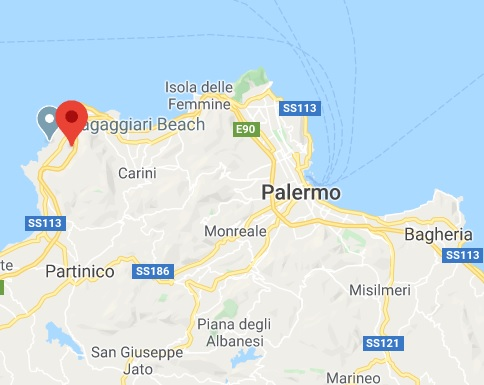 Isola delle
Femmine
SS113
agaggiari Beach
E90
Carini
Palermo
SS113
Monreale
Bagheria
SS113
te
Partinico
SS186
Misilmeri
Piana degli
Albanesi
SS121
San Giuseppe
Jato
Marineo